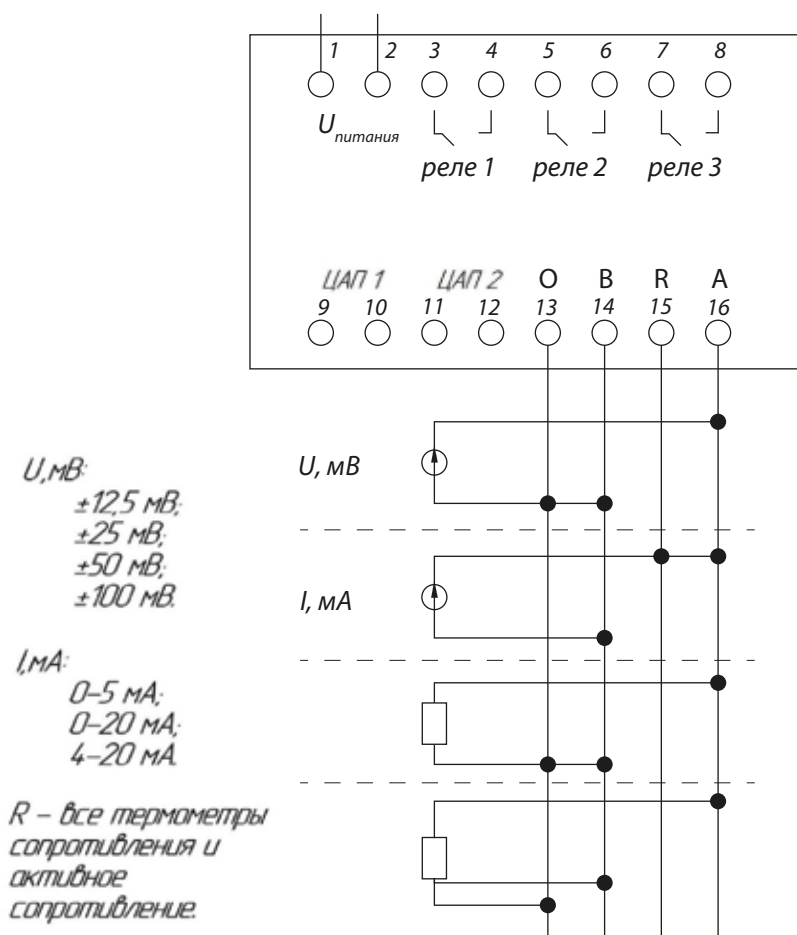 1 2 3 4 5 6 7 8
U питания
реле 1 реле 2 реле 3
ЦАП 1 ЦАП 2 O B R A
9 10 11 12 13 14 15 16
U,мВ:
±12,5 мВ;
±25 мВ;
±50 мВ;
±100 мВ.
U, мВ
I, мА
I,мА:
0–5 мА;
0–20 мА;
4–20 мА.
R – все термометры
сопротивления и
активное
сопротивление.